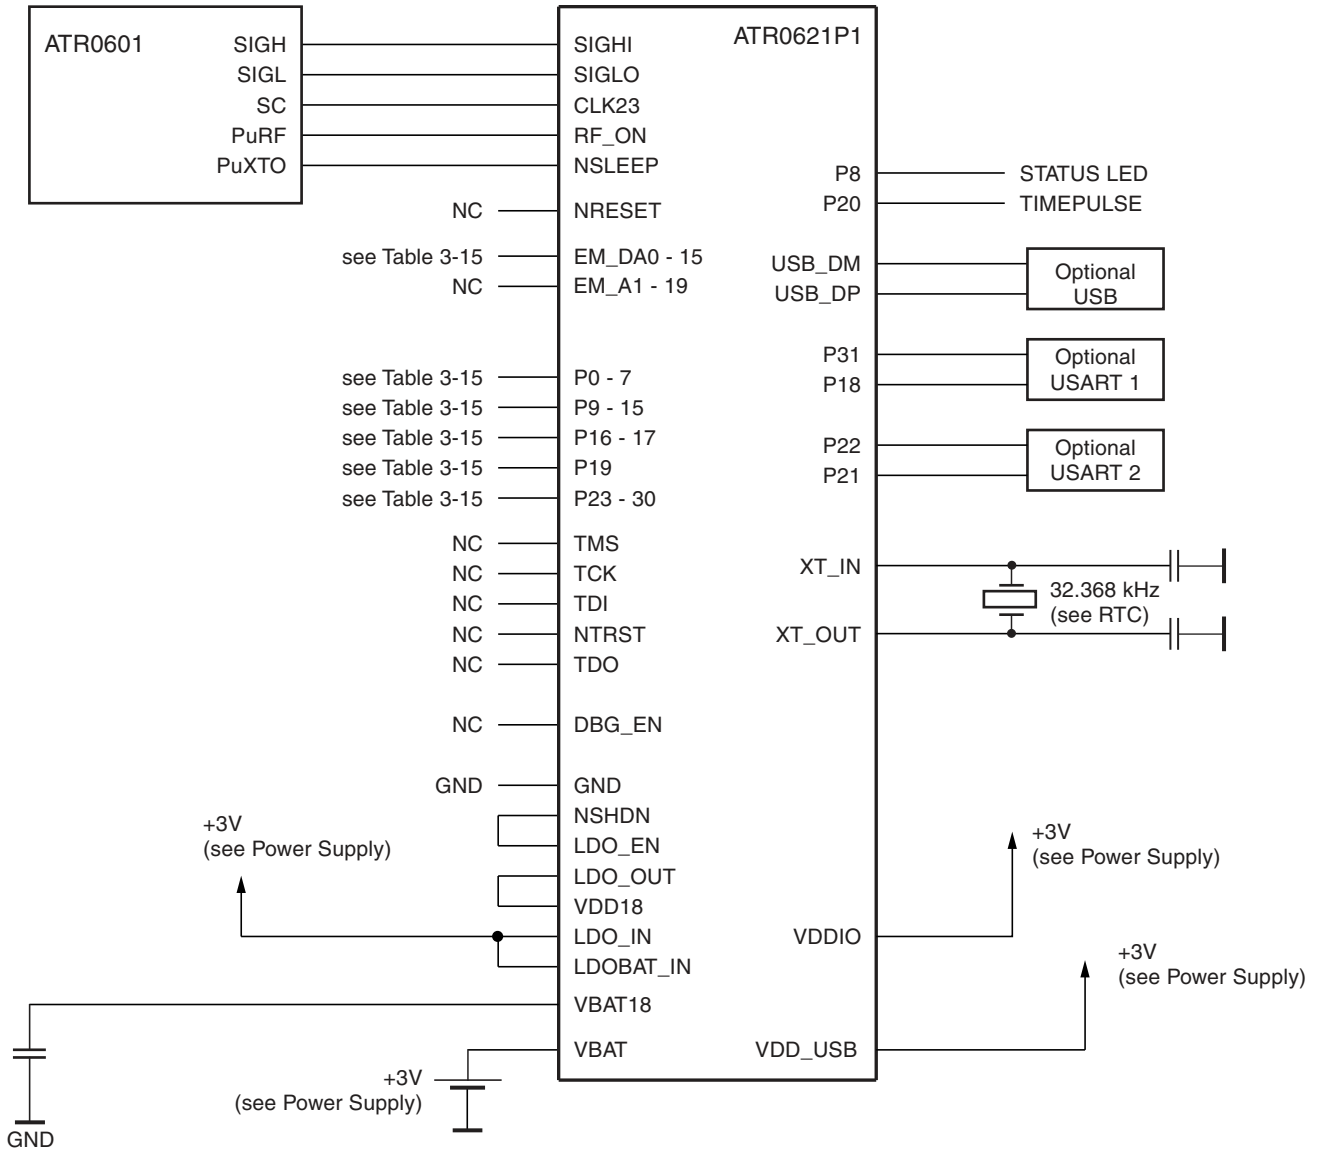 ATR0601
SIGH
SIGL
SC
PuRF
PuXTO
ATR0621P1
SIGHI
SIGLO
CLK23
RF_ON
NSLEEP
NC NRESET
see Table 3-15 EM_DA0 - 15
NC EM_A1 - 19
see Table 3-15 P0 - 7
see Table 3-15 P9 - 15
see Table 3-15 P16 - 17
see Table 3-15 P19
see Table 3-15 P23 - 30
NC TMS
NC TCK
NC TDI
NC NTRST
NC TDO
NC DBG_EN
GND GND
NSHDN
LDO_EN
LDO_OUT
VDD18
LDO_IN
LDOBAT_IN
VBAT18
VBAT
+3V
(see Power Supply)
+3V
(see Power Supply)
GND
P8 STATUS LED
P20 TIMEPULSE
USB_DM
USB_DP
Optional
USB
P31
P18
Optional
USART 1
P22
P21
Optional
USART 2
XT_IN
XT_OUT
32.368 kHz
(see RTC)
VDDIO
+3V
(see Power Supply)
VDD_USB
+3V
(see Power Supply)